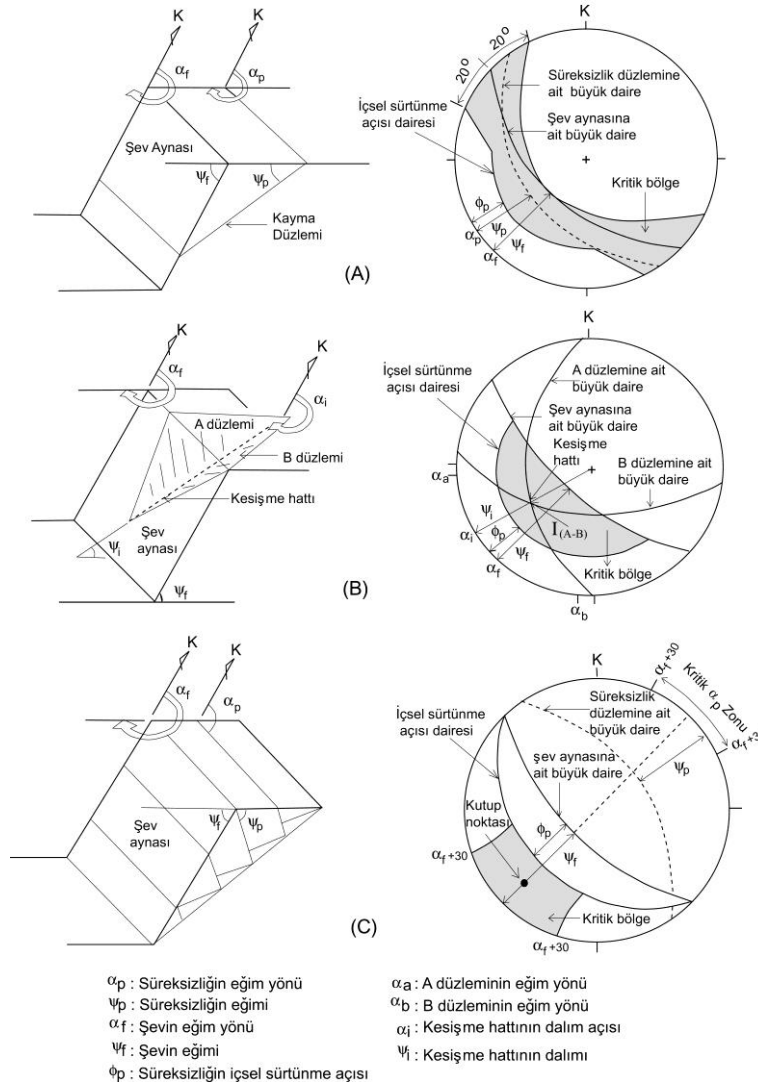 K
K
αf
αp
Şev Aynası
ψf
ψp
Kayma
Düzlemi
K
20°
20°
Süreksizlik düzlemine
ait büyük daire
İçsel sürtünme
açısı dairesi
Şev aynasına
ait büyük daire
Kritik bölge
ϕp
ψp
αp
ψf
αf
(A)
K
K
αf
αi
A düzlemi
B düzlemi
Kesişme hattı
Şev
aynası
ψi
ψf
K
İçsel sürtünme
açısı dairesi
A düzlemine ait
büyük daire
Şev aynasına
ait büyük daire
Kesişme
hattı
B düzlemine ait
büyük daire
αa
ψi
αi
ϕp
ψf
αf
I(A-B)
Kritik bölge
αb
(B)
K
K
αf
αp
Şev
aynası
ψf
ψp
K
αf+30
Kritik αp Zonu
αf+3
Süreksizlik
düzlemine ait
büyük daire
İçsel sürtünme
açısı dairesi
şev aynasına
ait büyük daire
ψp
Kutup
noktası
ϕp
ψf
αf+30
Kritik bölge
αf+30
(C)
αp : Süreksizliğin eğim yönü
ψp : Süreksizliğin eğimi
αf : Şevin eğim yönü
ψf : Şevin eğimi
ϕp : Süreksizliğin içsel sürtünme açısı
αa : A düzleminin eğim yönü
αb : B düzleminin eğim yönü
αi : Kesişme hattının dalım açısı
ψi : Kesişme hattının dalımı